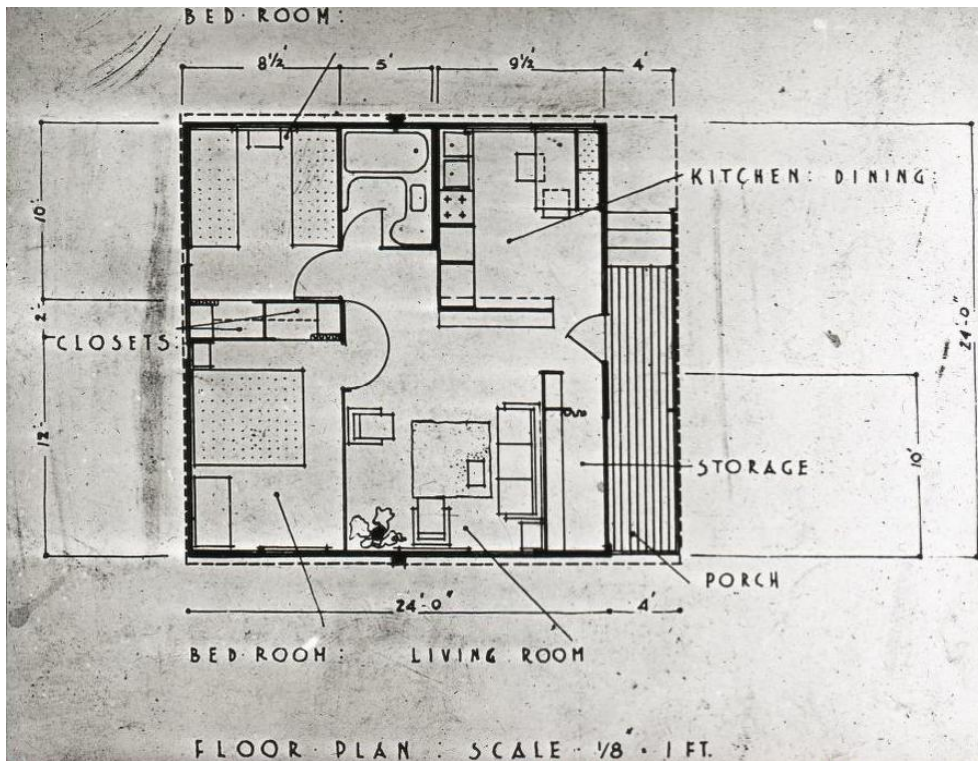 BED·ROOM:
8½' 5' 9½' 4'
KITCHEN: DINING:
10'
2'
CLOSETS:
24'-0"
12'
10'
STORAGE:
PORCH
24'-0" 4'
BED·ROOM: LIVING ROOM
FLOOR·PLAN : SCALE·1/8" = 1 FT.